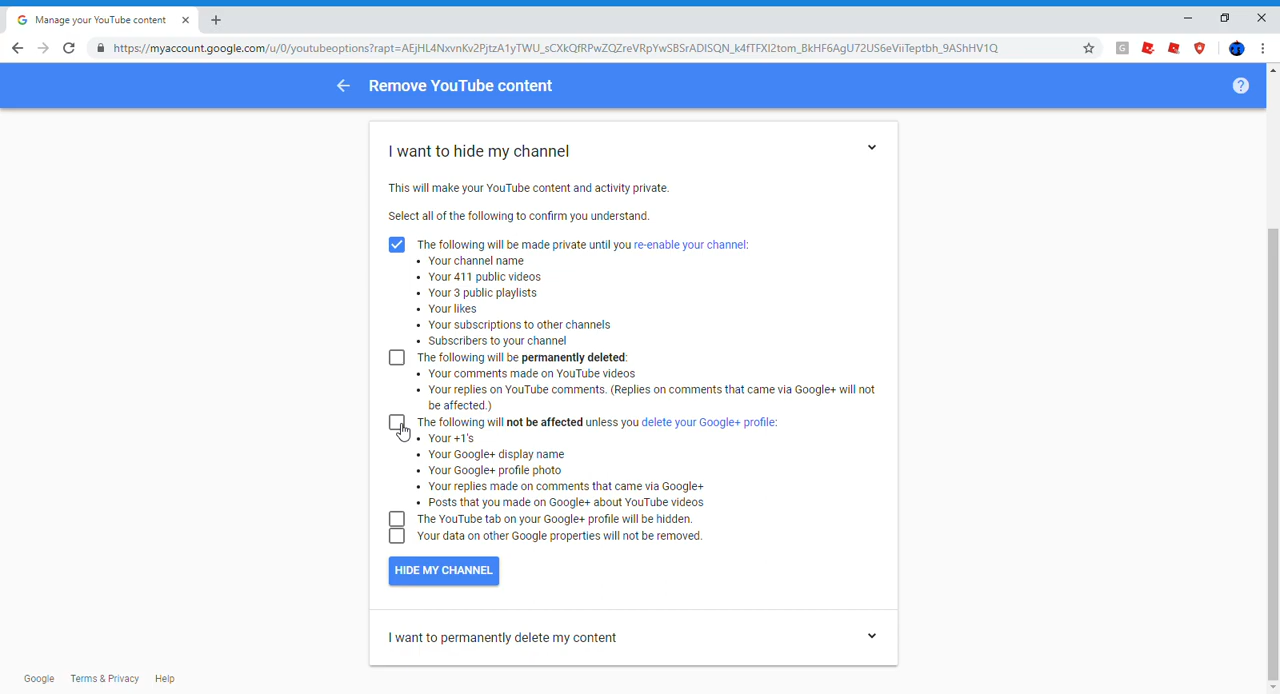 Manage your YouTube content
https://myaccount.google.com/u/0/youtubeoptions?rapt=AEjHL4NxvnKv2PjtzA1yTWU_sCXkQfRPwZQZreVRpYwSBSrADISQN_k4fTFXI2tom_BkHF6AgU72US6eViiTeptbh_9AShHV1Q
Remove YouTube content
I want to hide my channel
This will make your YouTube content and activity private.
Select all of the following to confirm you understand.
The following will be made private until you re-enable your channel:
• Your channel name
• Your 411 public videos
• Your 3 public playlists
• Your likes
• Your subscriptions to other channels
• Subscribers to your channel
The following will be permanently deleted:
• Your comments made on YouTube videos
• Your replies on YouTube comments. (Replies on comments that came via Google+ will not
be affected.)
The following will not be affected unless you delete your Google+ profile:
• Your +1's
• Your Google+ display name
• Your Google+ profile photo
• Your replies made on comments that came via Google+
• Posts that you made on Google+ about YouTube videos
The YouTube tab on your Google+ profile will be hidden.
Your data on other Google properties will not be removed.
HIDE MY CHANNEL
I want to permanently delete my content
Google Terms & Privacy Help